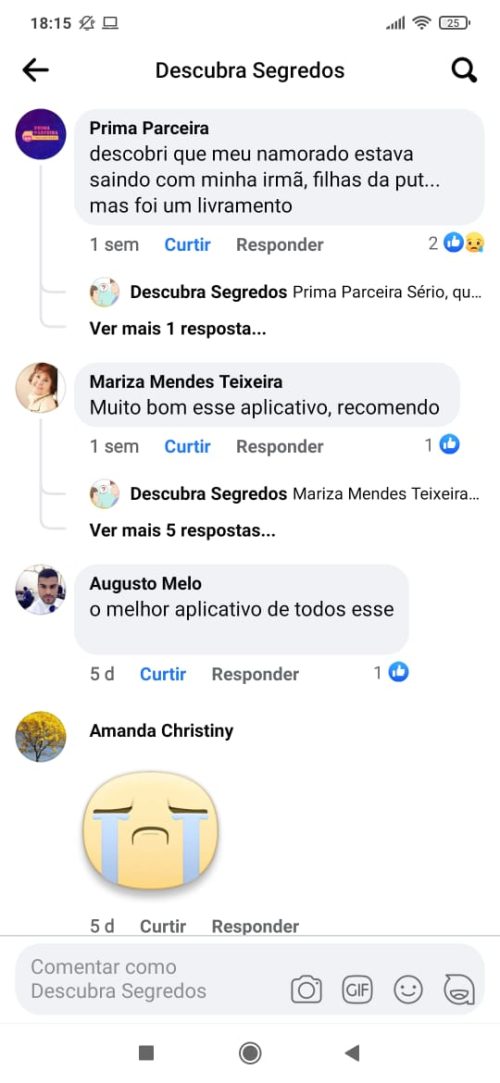 18:15
25
Descubra Segredos
Prima Parceira
descobri que meu namorado estava
saindo com minha irmã, filhas da put...
mas foi um livramento
1 sem Curtir Responder 2
Descubra Segredos Prima Parceira Sério, qu...
Ver mais 1 resposta...
Mariza Mendes Teixeira
Muito bom esse aplicativo, recomendo
1 sem Curtir Responder 1
Descubra Segredos Mariza Mendes Teixeira...
Ver mais 5 respostas...
Augusto Melo
o melhor aplicativo de todos esse
5 d Curtir Responder 1
Amanda Christiny
5 d Curtir Responder
Comentar como
Descubra Segredos
GIF